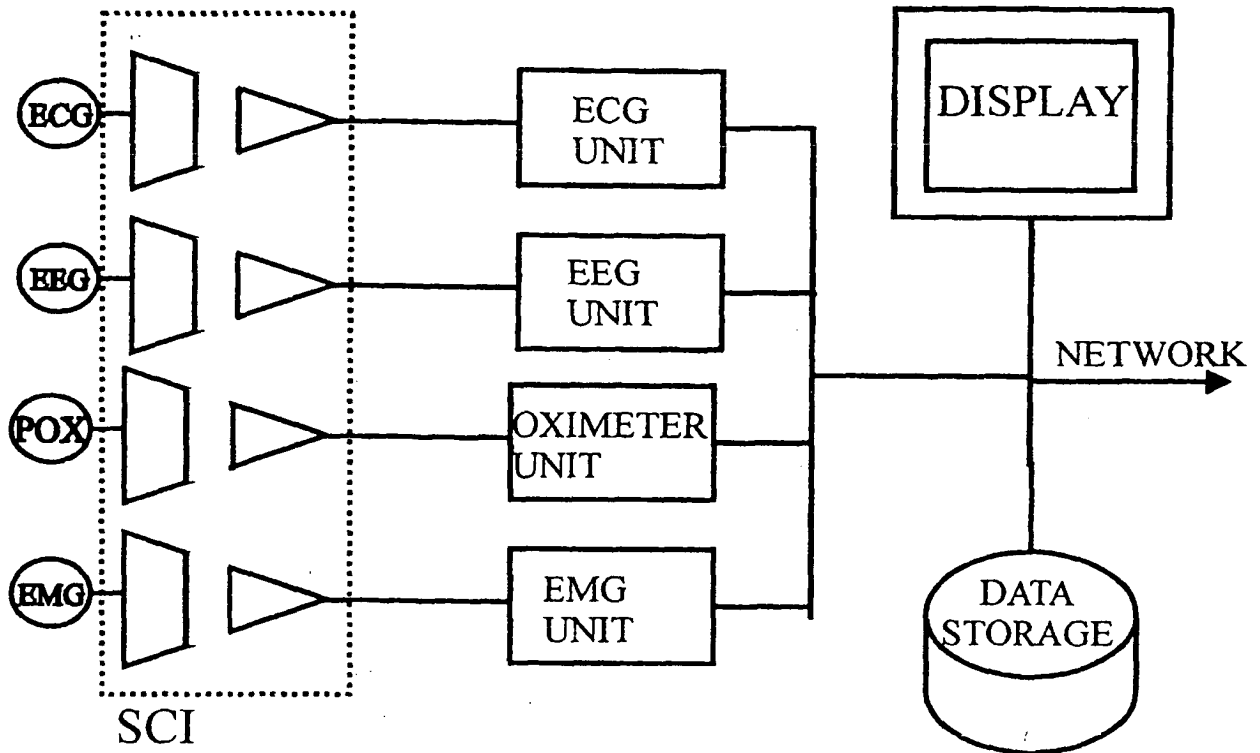 ECG
ECG
UNIT
DISPLAY
EEG
EEG
UNIT
NETWORK
POX
OXIMETER
UNIT
EMG
EMG
UNIT
DATA
STORAGE
SCI